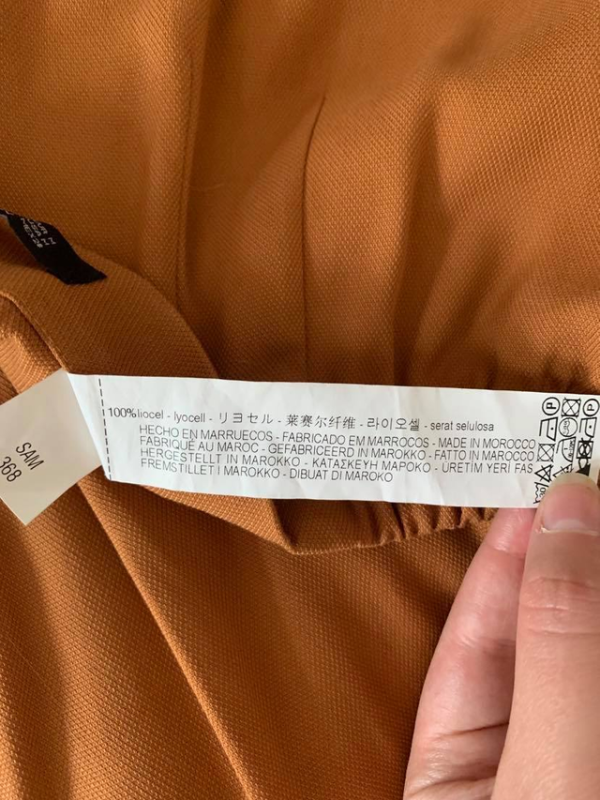 100%liocel - lyocell - リヨセル - 莱赛尔纤维 - 라이오셀 - serat selulosa
HECHO EN MARRUECOS - FABRICADO EM MARROCOS - MADE IN MOROCCO
FABRIQUÉ AU MAROC - GEFABRICEERD IN MAROKKO - FATTO IN MAROCCO
HERGESTELLT IN MAROKKO - ΚΑΤΑΣΚΕΥΗ ΜΑΡΟΚΟ - ÜRETİM YERİ FAS
FREMSTILLET I MAROKKO - DIBUAT DI MAROKO
SAM
368